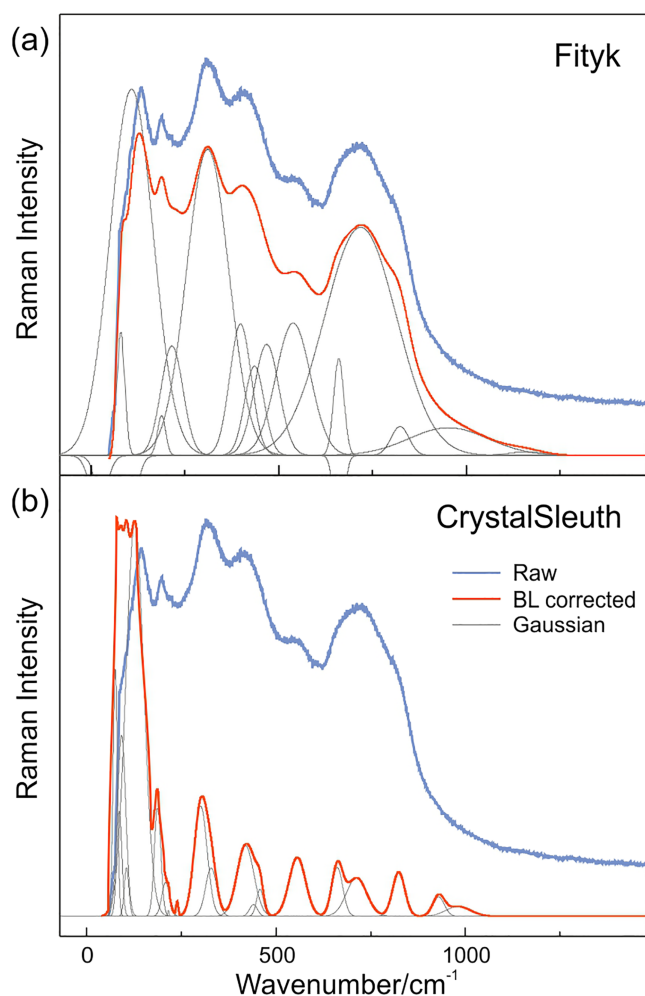 (a)
Fityk
Raman Intensity
(b)
CrystalSleuth
Raw
BL corrected
Gaussian
Raman Intensity
0
500
1000
Wavenumber/cm-1